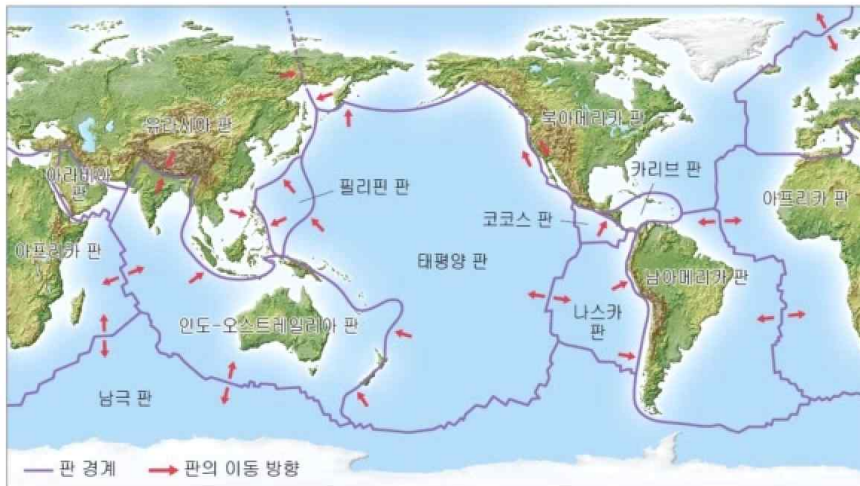 유라시아 판
북아메리카 판
아라비아
판
필리핀 판
카리브 판
코코스 판
아프리카 판
아프리카 판
태평양 판
남아메리카 판
나스카
판
인도-오스트레일리아 판
남극 판
판 경계
판의 이동 방향